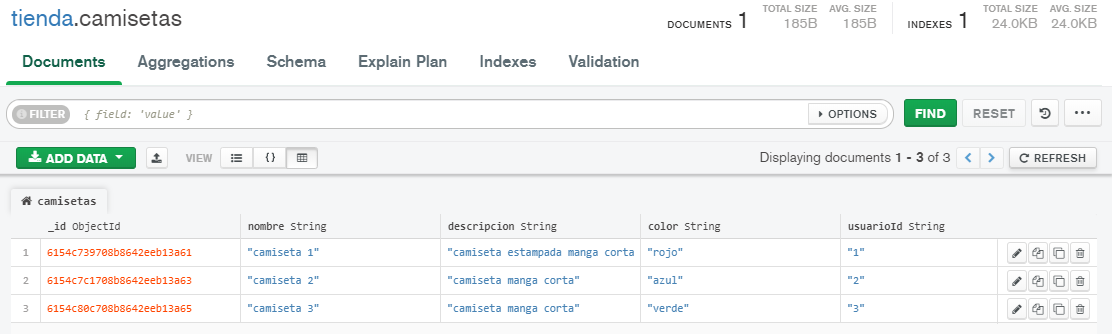 tienda.camisetas
DOCUMENTS 1 TOTAL SIZE 185B AVG. SIZE 185B INDEXES 1 TOTAL SIZE 24.0KB AVG. SIZE 24.0KB
Documents Aggregations Schema Explain Plan Indexes Validation
FILTER { field: 'value' } OPTIONS FIND RESET
ADD DATA VIEW {} Displaying documents 1 - 3 of 3 REFRESH
camisetas
_id ObjectId nombre String descripcion String color String usuarioId String
1 6154c739708b8642eeb13a61 "camiseta 1" "camiseta estampada manga corta "rojo" "1"
2 6154c7c1708b8642eeb13a63 "camiseta 2" "camiseta manga corta" "azul" "2"
3 6154c80c708b8642eeb13a65 "camiseta 3" "camiseta manga corta" "verde" "3"